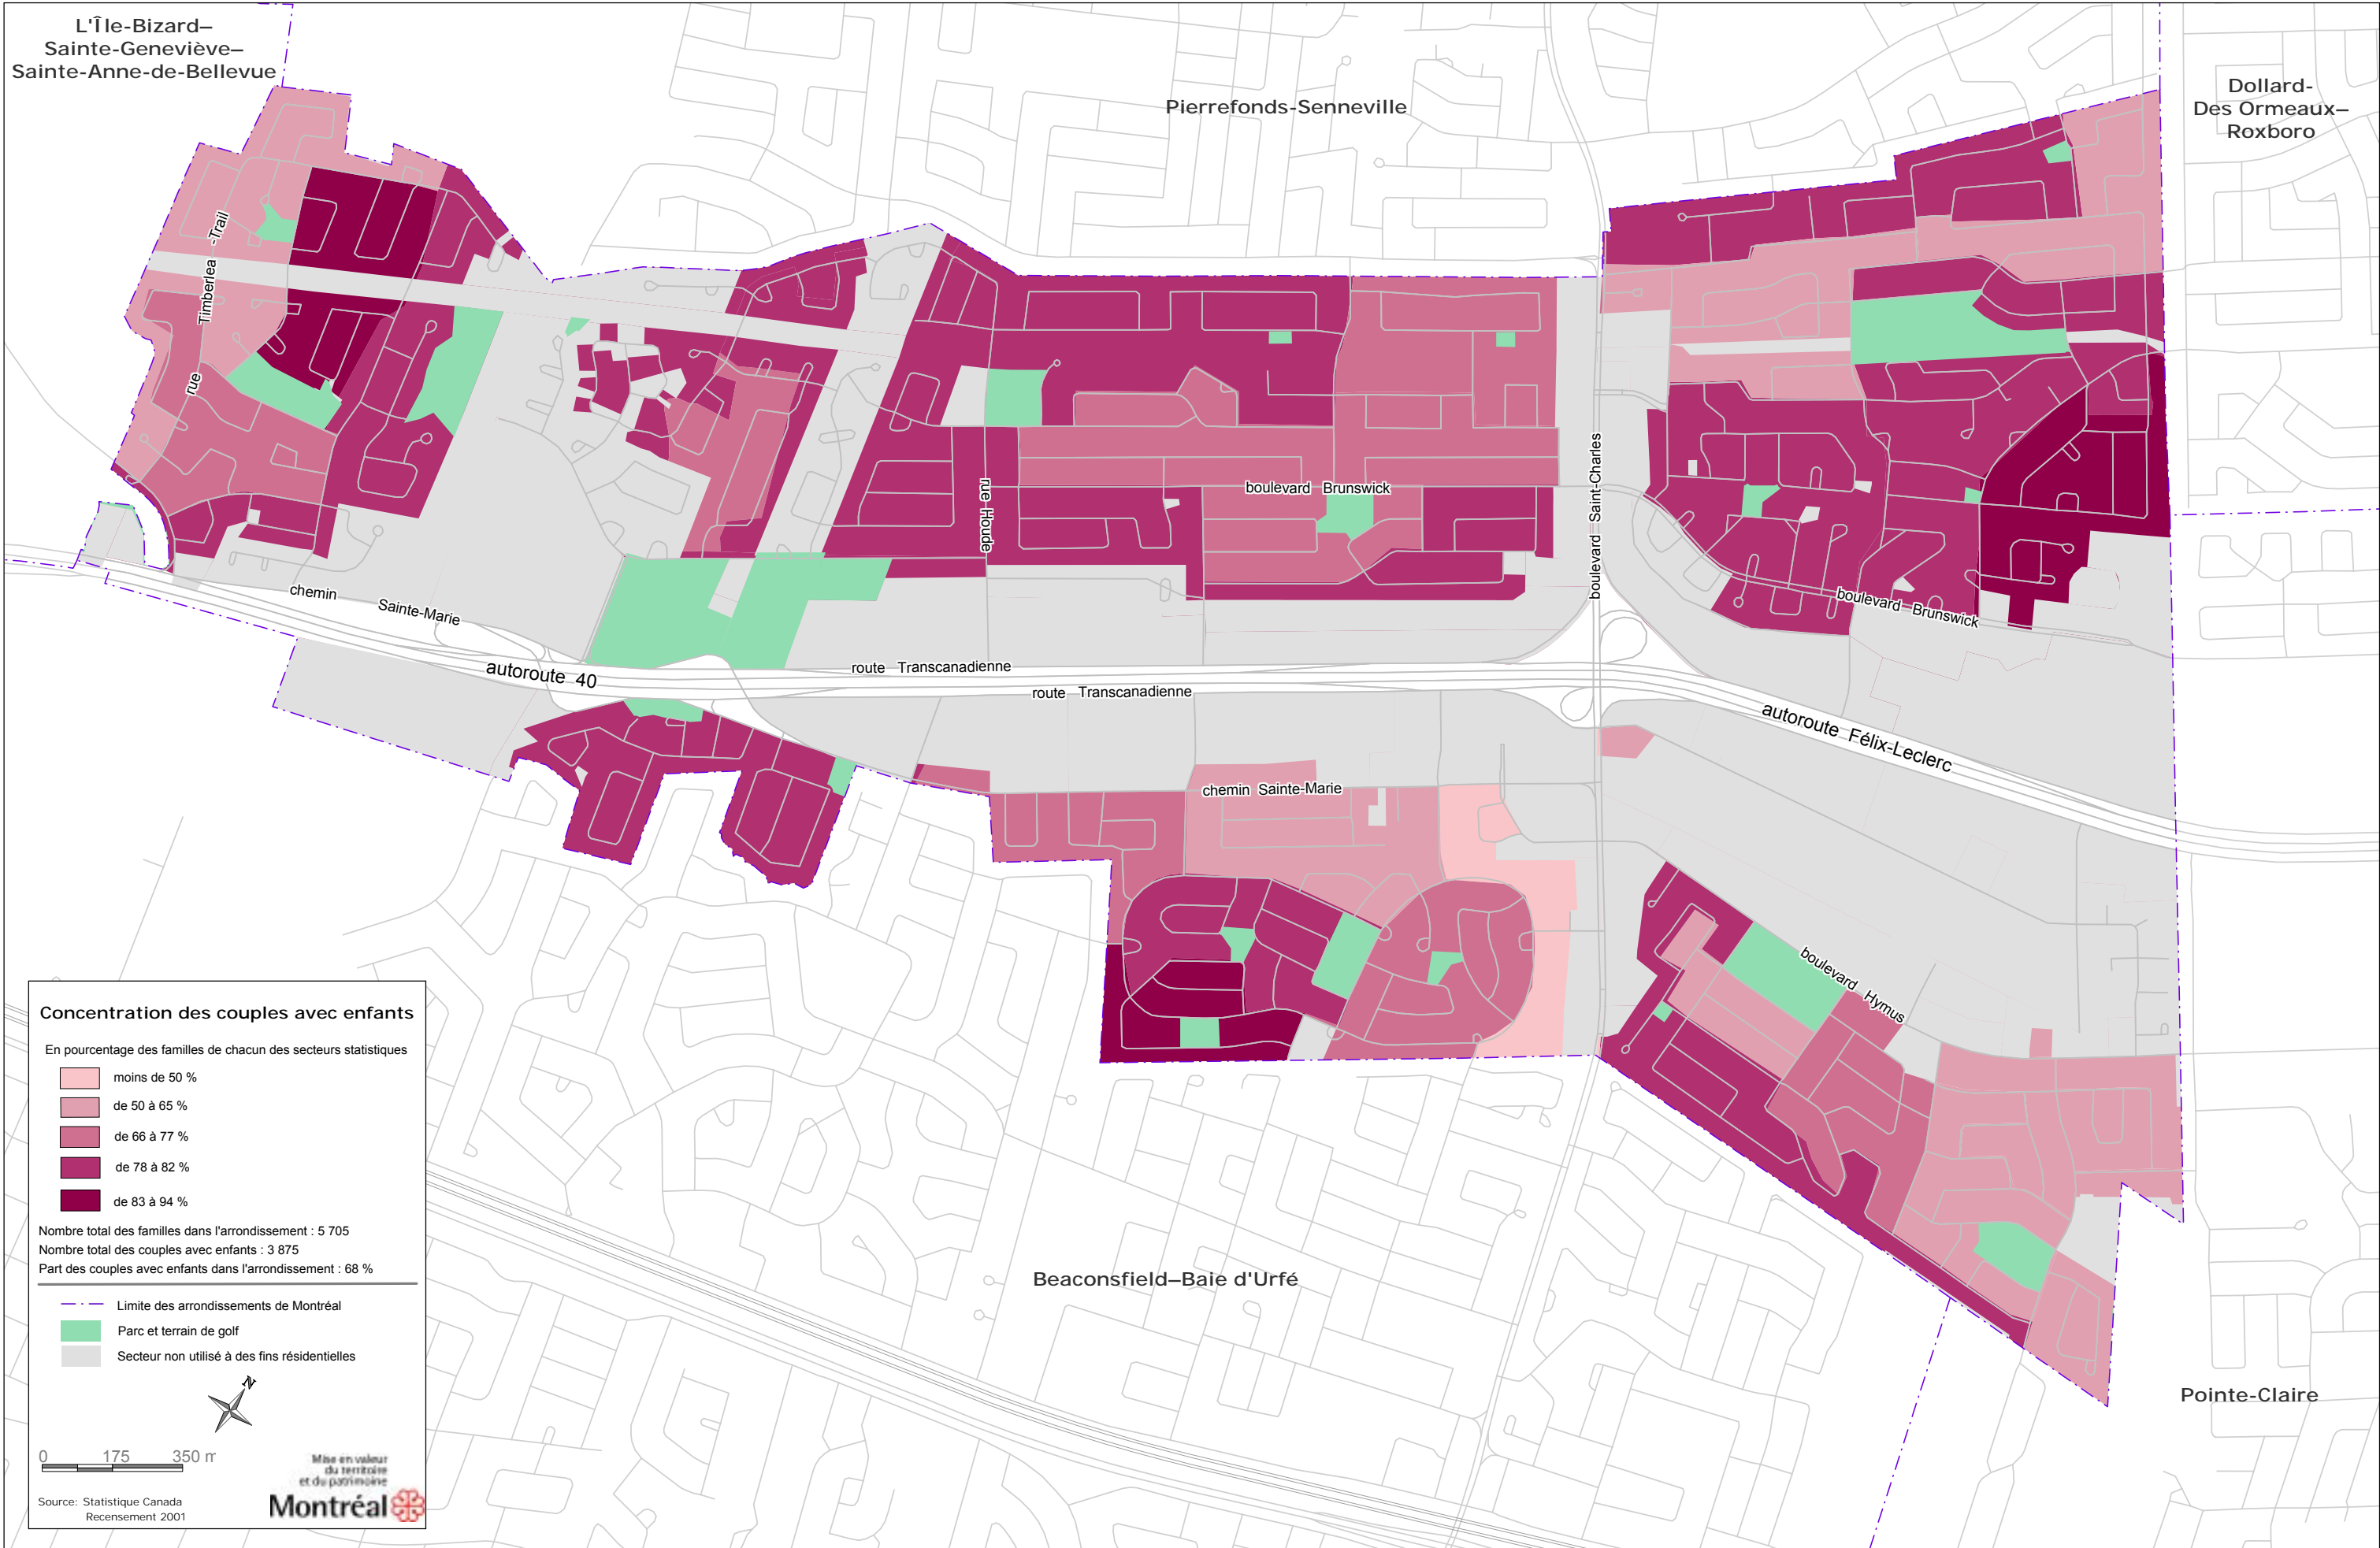 L'Île-Bizard–
Sainte-Geneviève–
Sainte-Anne-de-Bellevue
Pierrefonds-Senneville
Dollard-
Des Ormeaux–
Roxboro
rue Timberlea -Trail
rue Houde
boulevard Brunswick
boulevard Saint-Charles
boulevard Brunswick
chemin Sainte-Marie
autoroute 40
route Transcanadienne
route Transcanadienne
autoroute Félix-Leclerc
chemin Sainte-Marie
boulevard Hymus
Beaconsfield–Baie d'Urfé
Pointe-Claire
Concentration des couples avec enfants
En pourcentage des familles de chacun des secteurs statistiques
moins de 50 %
de 50 à 65 %
de 66 à 77 %
de 78 à 82 %
de 83 à 94 %
Nombre total des familles dans l'arrondissement : 5 705
Nombre total des couples avec enfants : 3 875
Part des couples avec enfants dans l'arrondissement : 68 %
Limite des arrondissements de Montréal
Parc et terrain de golf
Secteur non utilisé à des fins résidentielles
N
0 175 350 m
Mise en valeur
du territoire
et du patrimoine
Montréal
Source: Statistique Canada
Recensement 2001